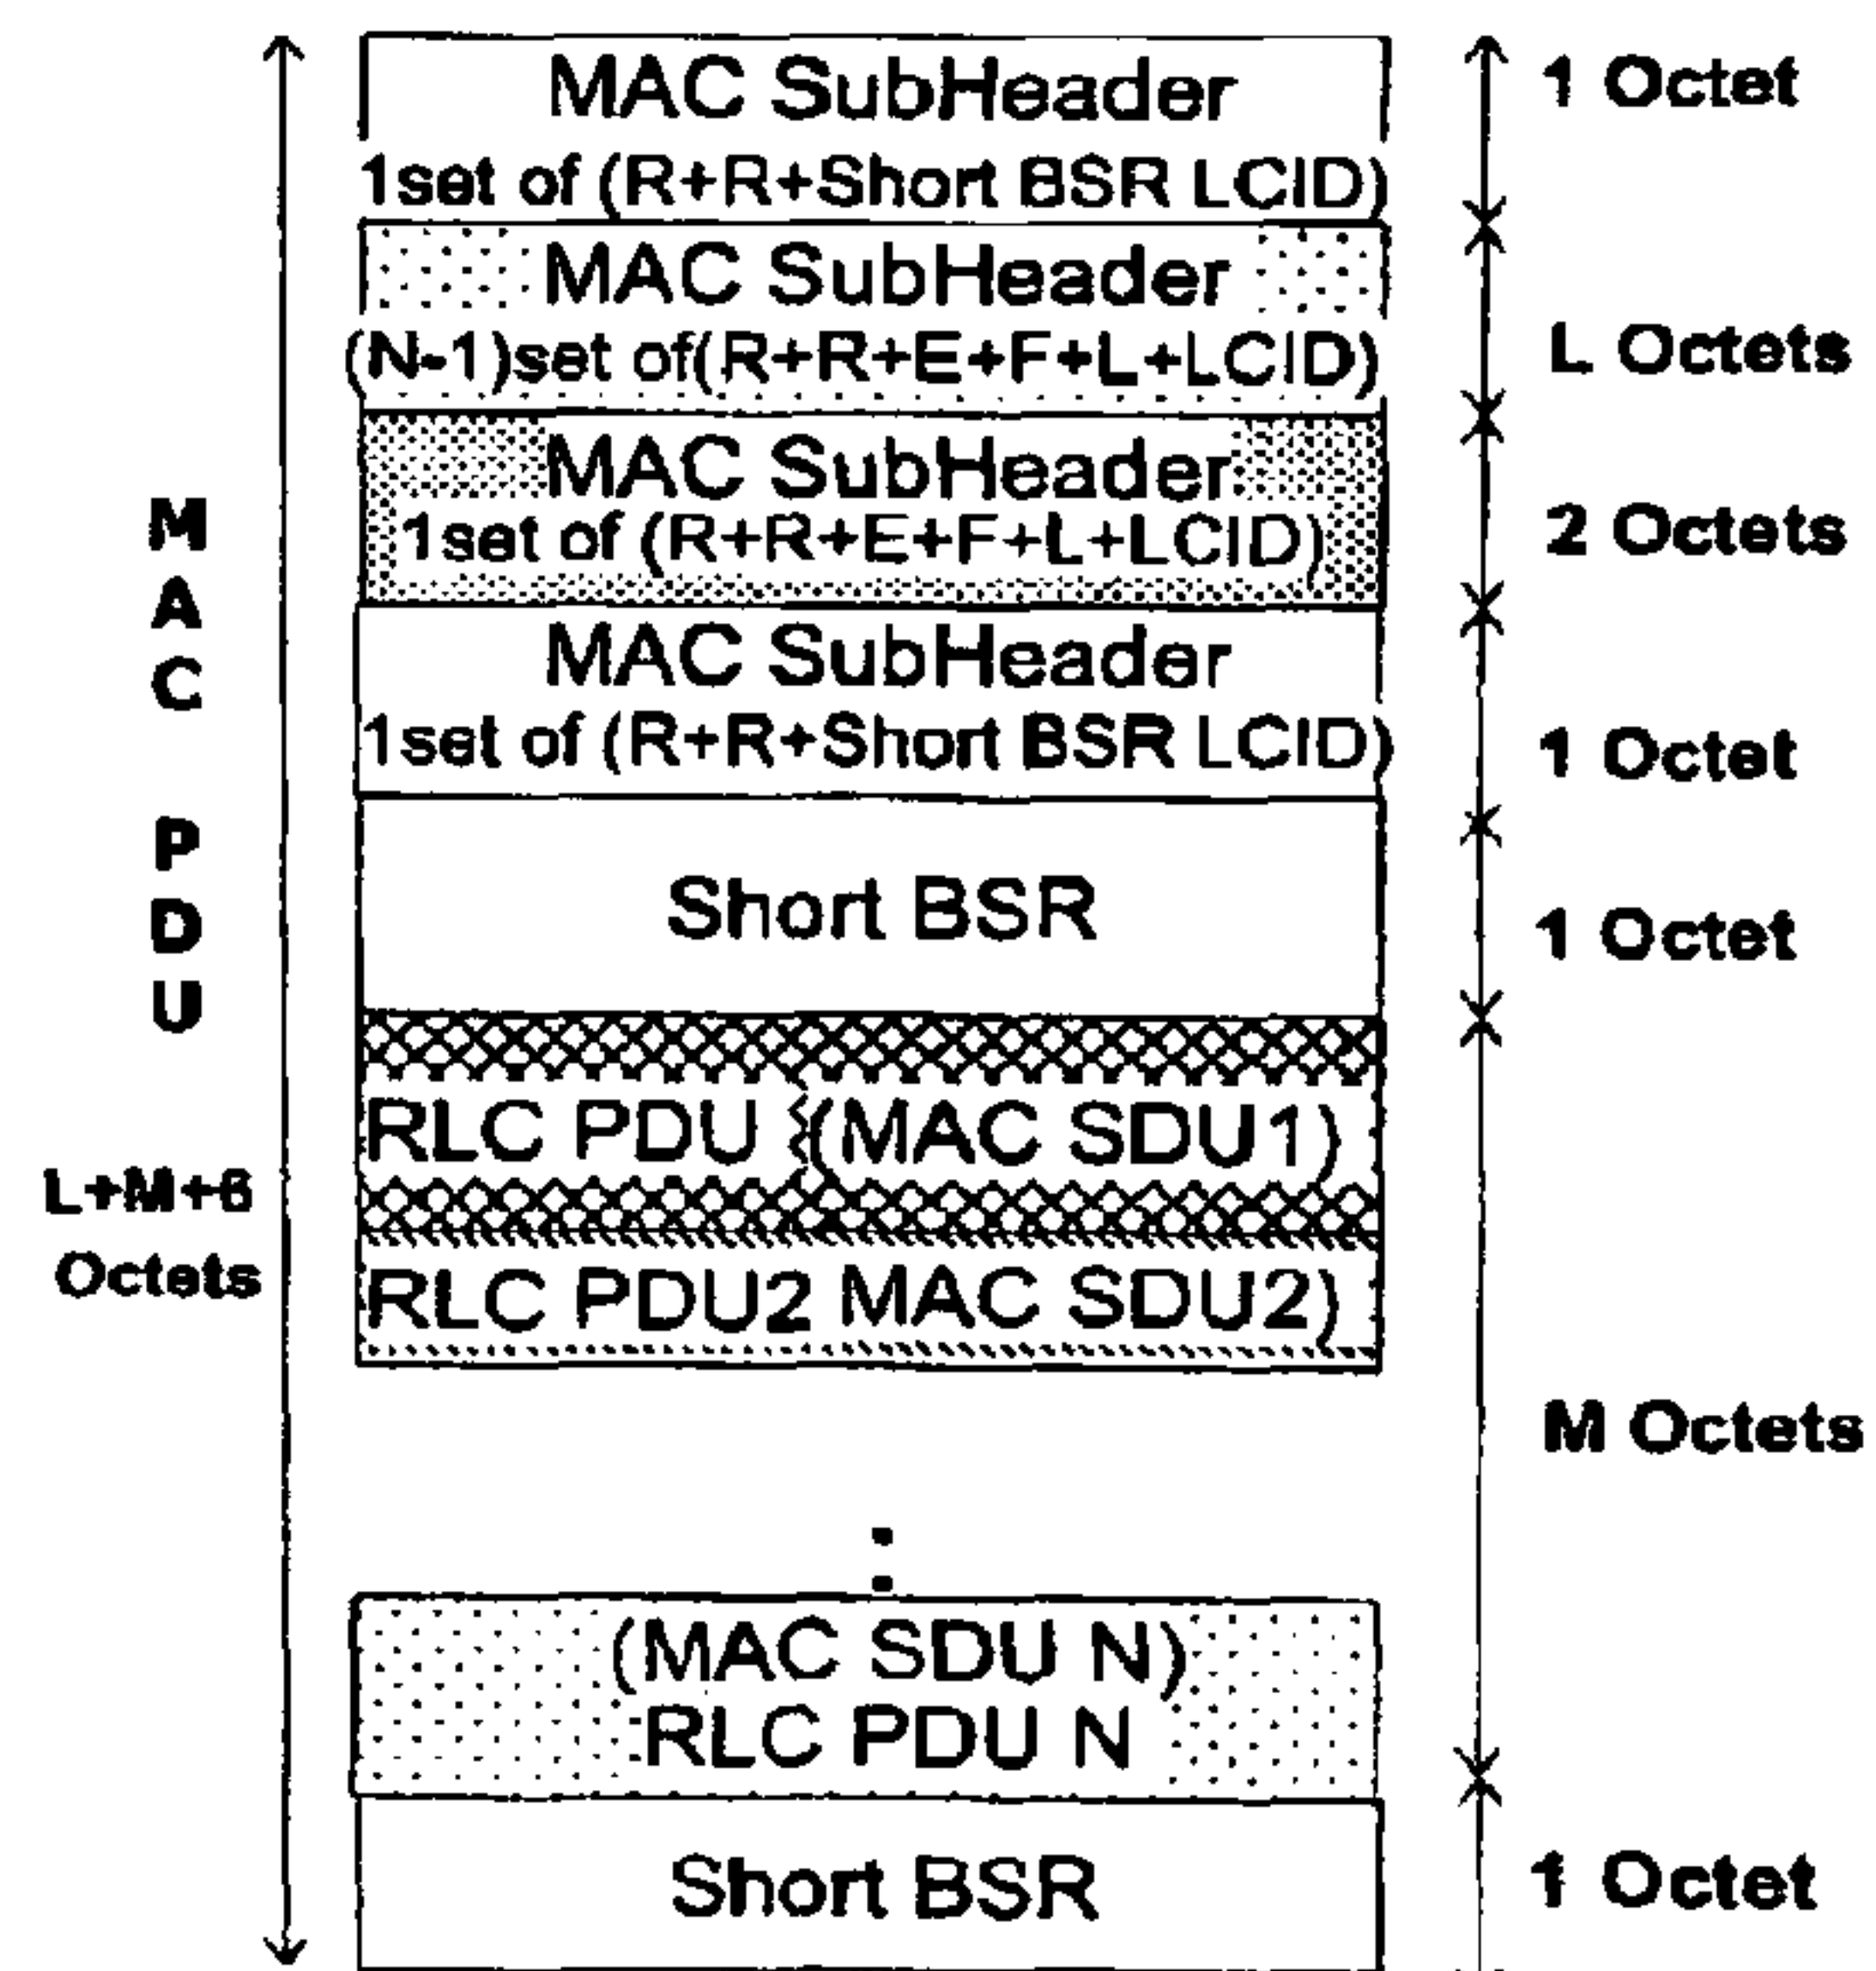 MAC SubHeader
1set of (R+R+Short BSR LCID)
1 Octet
MAC SubHeader
(N-1)set of(R+R+E+F+L+LCID)
L Octets
MAC SubHeader
1set of (R+R+E+F+L+LCID)
2 Octets
MAC SubHeader
1set of (R+R+Short BSR LCID)
1 Octet
Short BSR
1 Octet
MAC PDU
L+M+6
Octets
RLC PDU (MAC SDU1)
RLC PDU2 MAC SDU2)
M Octets
(MAC SDU N)
RLC PDU N
Short BSR
1 Octet